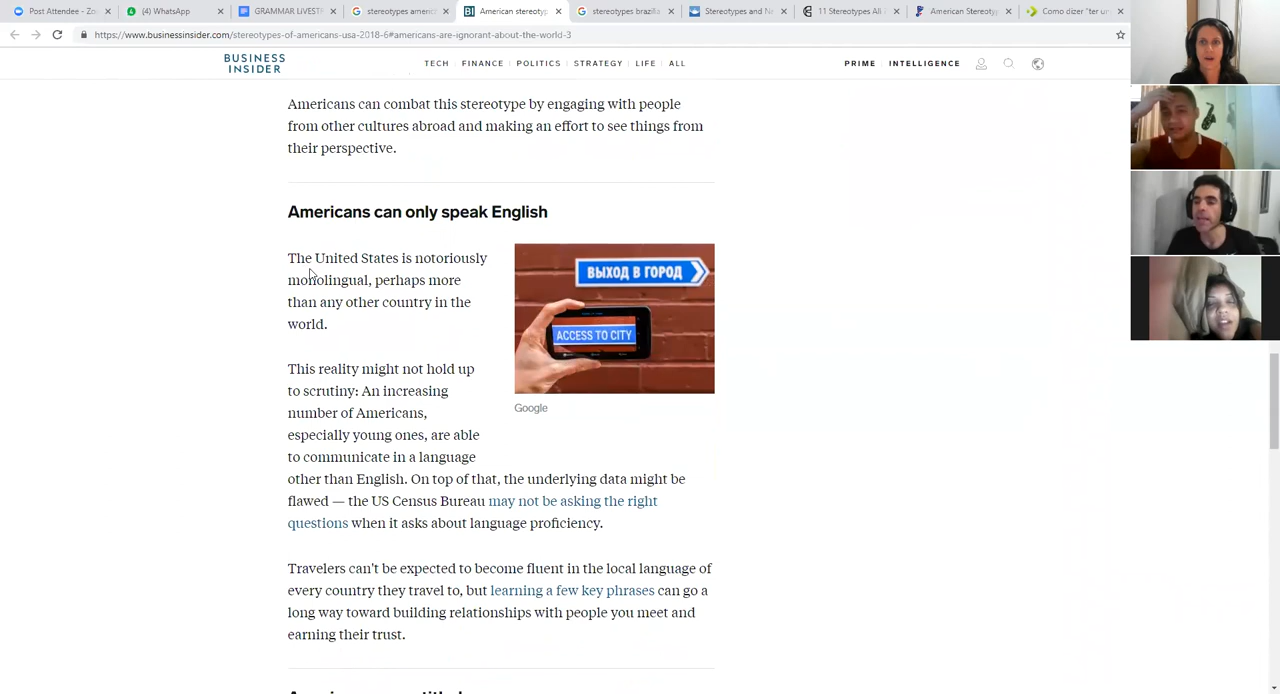 Post Attendee - Zo
(4) WhatsApp
GRAMMAR LiVEST
stereotypes americ
American stereotyp
stereotypes brazilia
Stereotypes and Ne
11 Stereotypes All
American Stereoty
Como dizer "ter um
https://www.businessinsider.com/stereotypes-of-americans-usa-2018-6#americans-are-ignorant-about-the-world-3
BUSINESS
INSIDER
TECH FINANCE POLITICS STRATEGY LIFE ALL
PRIME INTELLIGENCE
Americans can combat this stereotype by engaging with people
from other cultures abroad and making an effort to see things from
their perspective.
Americans can only speak English
The United States is notoriously
monolingual, perhaps more
than any other country in the
world.
ВЫХОД В ГОРОД
ACCESS TO CITY
Google
This reality might not hold up
to scrutiny: An increasing
number of Americans,
especially young ones, are able
to communicate in a language
other than English. On top of that, the underlying data might be
flawed — the US Census Bureau may not be asking the right
questions when it asks about language proficiency.
Travelers can't be expected to become fluent in the local language of
every country they travel to, but learning a few key phrases can go a
long way toward building relationships with people you meet and
earning their trust.